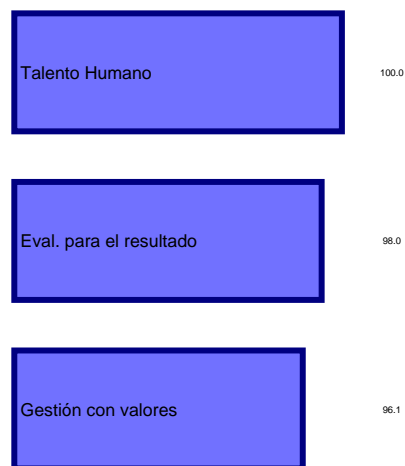 Talento Humano 100.0
Eval. para el resultado 98.0
Gestión con valores 96.1